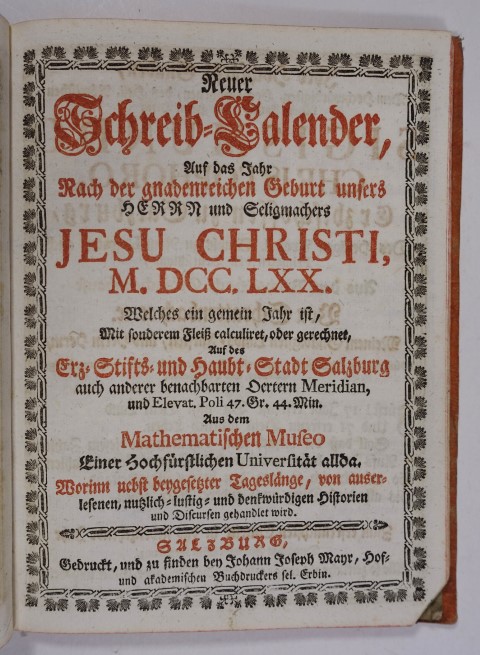 Neuer
Schreib-Calender,
Auf das Jahr
Nach der gnadenreichen Geburt unsers
HERRN und Seligmachers
JESU CHRISTI,
M. DCC. LXX.
Welches ein gemein Jahr ist,
Mit sonderem Fleiß calculiret, oder gerechnet,
Auf des
Erz-Stifts- und Haubt-Stadt Salzburg
auch anderer benachbarten Oertern Meridian,
und Elevat. Poli 47. Gr. 44. Min.
Aus dem
Mathematischen Museo
Einer Hochfürstlichen Universität allda.
Worinn nebst beygesetzter Tageslänge, von auser-
lesenen, nutzlich-lustig- und denkwürdigen Historien
und Discursen gehandlet wird.
SALZBURG,
Gedruckt, und zu finden bey Johann Joseph Mayr, Hof-
und akademischen Buchdruckers sel. Erbin.